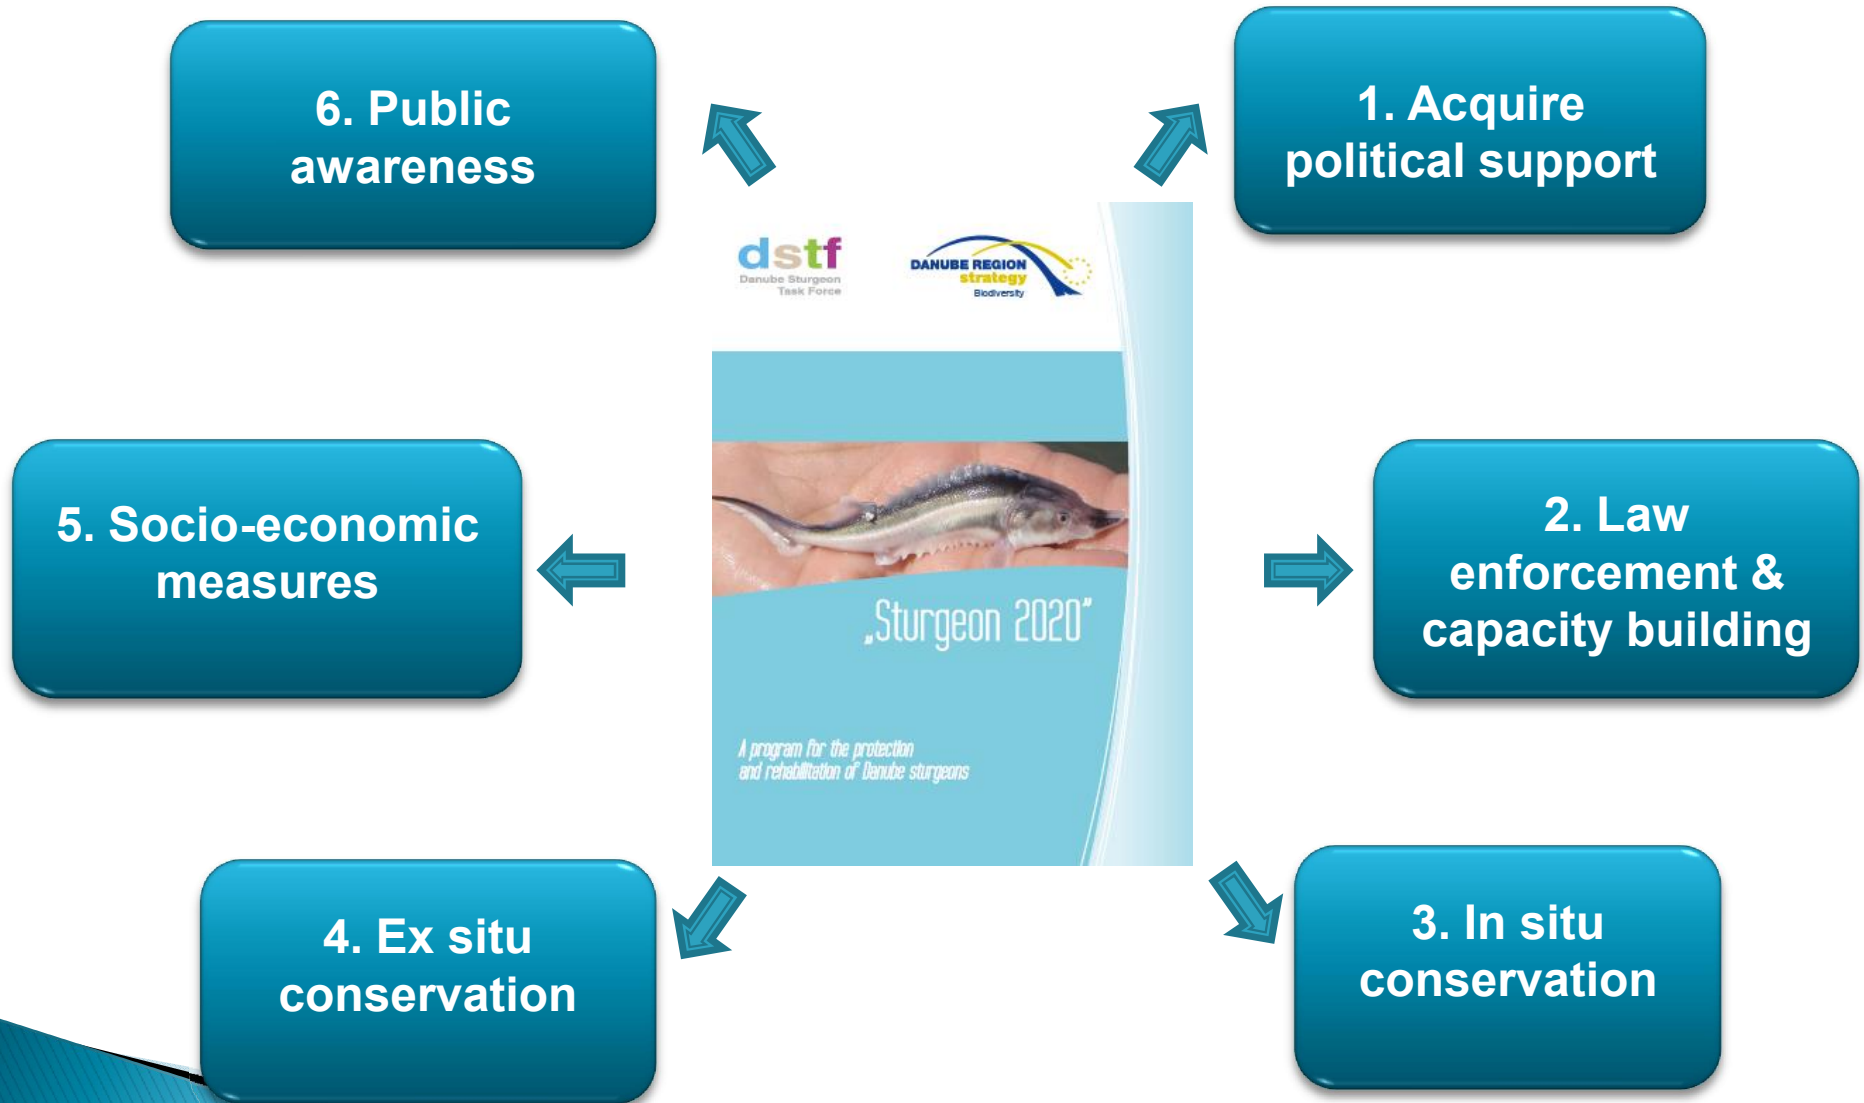 6. Public
awareness
1. Acquire
political support
dstf
Danube Sturgeon
Task Force
DANUBE REGION
strategy
Biodiversity
5. Socio-economic
measures
2. Law
enforcement &
capacity building
„Sturgeon 2020”
A program for the protection
and rehabilitation of Danube sturgeons
4. Ex situ
conservation
3. In situ
conservation